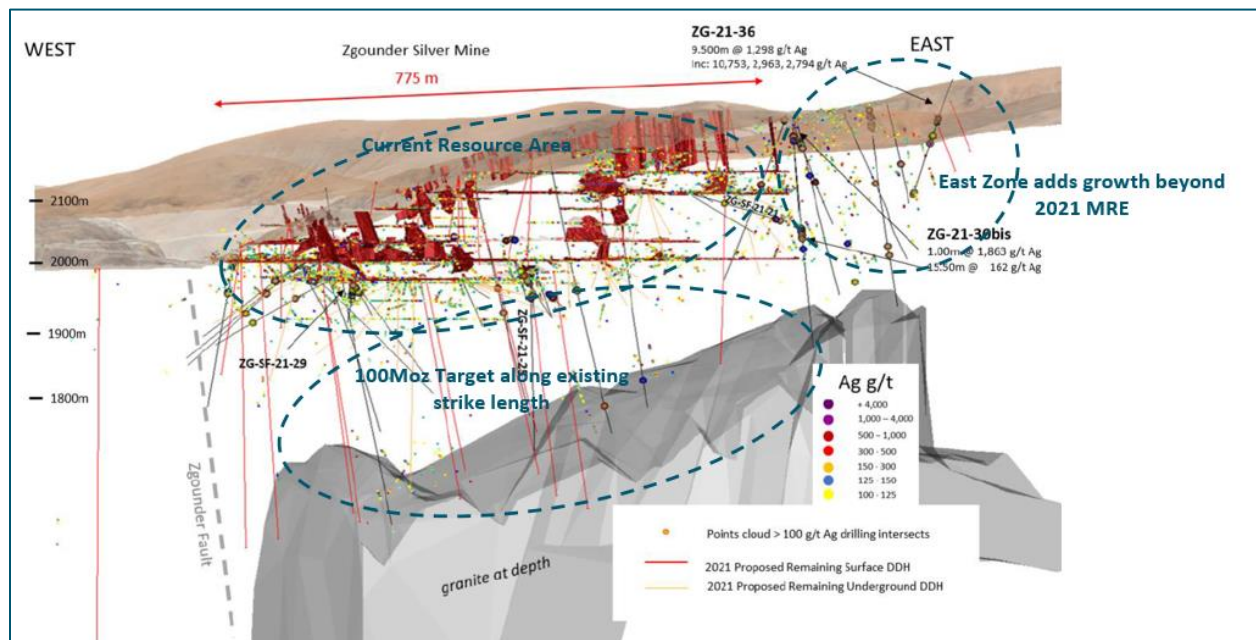 WEST
Zgounder Silver Mine
775 m
ZG-21-36
9.500m @ 1,298 g/t Ag
Inc: 10,753, 2,963, 2,794 g/t Ag
EAST
Current Resource Area
East Zone adds growth beyond
2021 MRE
ZG-SF-21-21
ZG-21-39bis
1.00m @ 1,863 g/t Ag
15.50m @ 162 g/t Ag
2100m
2000m
1900m
1800m
ZG-SF-21-29
100Moz Target along existing
strike length
Zgounder Fault
granite at depth
Ag g/t
+4,000
1,000 – 4,000
500 – 1,000
300 - 500
150 - 300
125 - 150
100 - 125
Points cloud > 100 g/t Ag drilling intersects
2021 Proposed Remaining Surface DDH
2021 Proposed Remaining Underground DDH